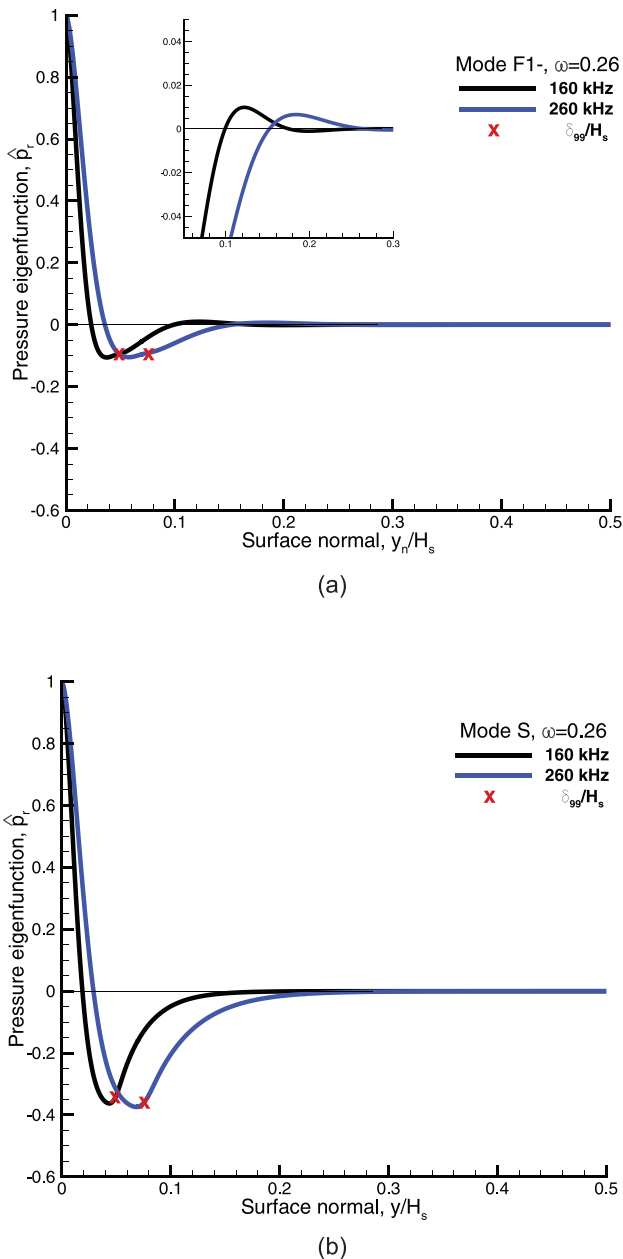 Mode F1-, ω=0.26
160 kHz
260 kHz
x δ₉₉/Hₛ
Pressure eigenfunction, p̂ᵣ
1
0.8
0.6
0.4
0.2
0
-0.2
-0.4
-0.6
0.04
0.02
0
-0.02
-0.04
0.1
0.2
0.3
0
0.1
0.2
0.3
0.4
0.5
Surface normal, yₙ/Hₛ
(a)
Mode S, ω=0.26
160 kHz
260 kHz
x δ₉₉/Hₛ
Pressure eigenfunction, p̂ᵣ
1
0.8
0.6
0.4
0.2
0
-0.2
-0.4
-0.6
0
0.1
0.2
0.3
0.4
0.5
Surface normal, y/Hₛ
(b)